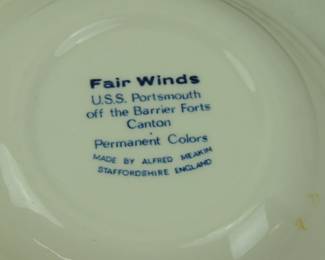 Fair Winds
U.S.S. Portsmouth
off the Barrier Forts
Canton
Permanent Colors
MADE BY ALFRED MEAKIN
STAFFORDSHIRE ENGLAND